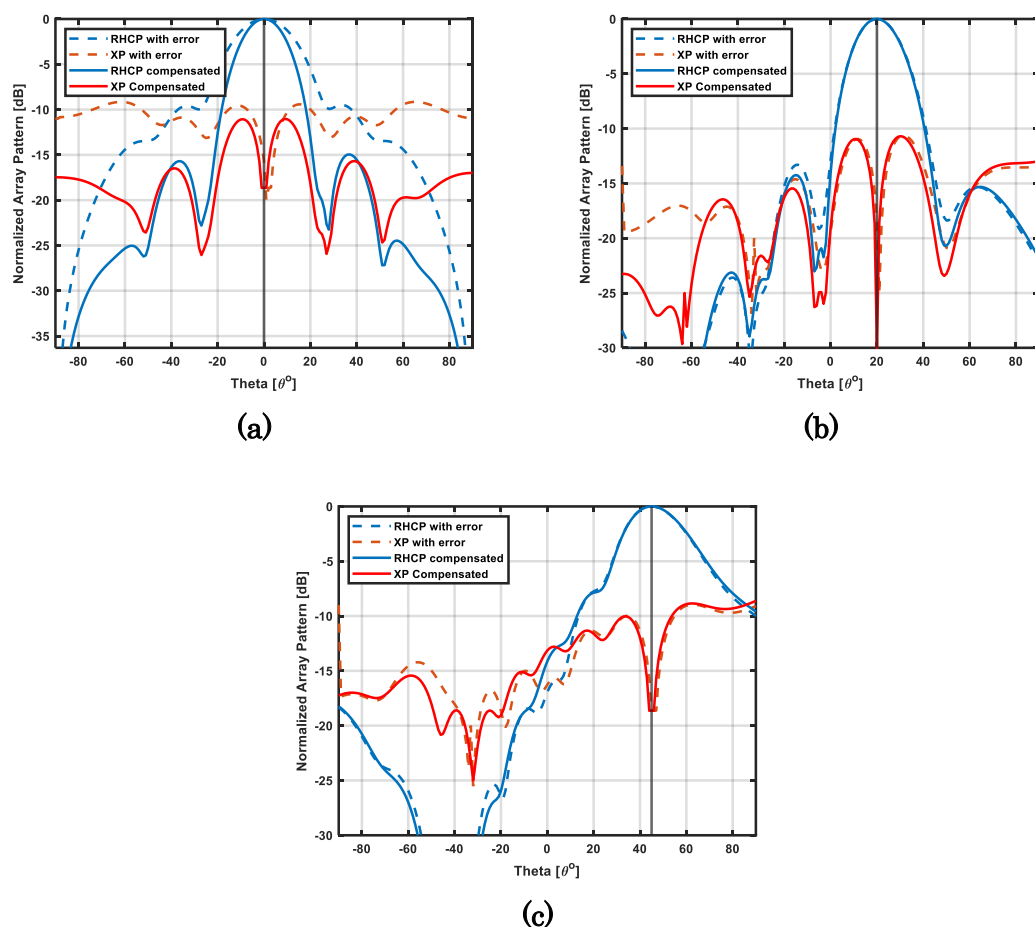 RHCP with error
XP with error
RHCP compensated
XP Compensated
Normalized Array Pattern [dB]
0
-5
-10
-15
-20
-25
-30
-35
-80 -60 -40 -20 0 20 40 60 80
Theta [θ°]
(a)
RHCP with error
XP with error
RHCP compensated
XP Compensated
Normalized Array Pattern [dB]
0
-5
-10
-15
-20
-25
-30
-80 -60 -40 -20 0 20 40 60 80
Theta [θ°]
(b)
RHCP with error
XP with error
RHCP compensated
XP Compensated
Normalized Array Pattern [dB]
0
-5
-10
-15
-20
-25
-30
-80 -60 -40 -20 0 20 40 60 80
Theta [θ°]
(c)